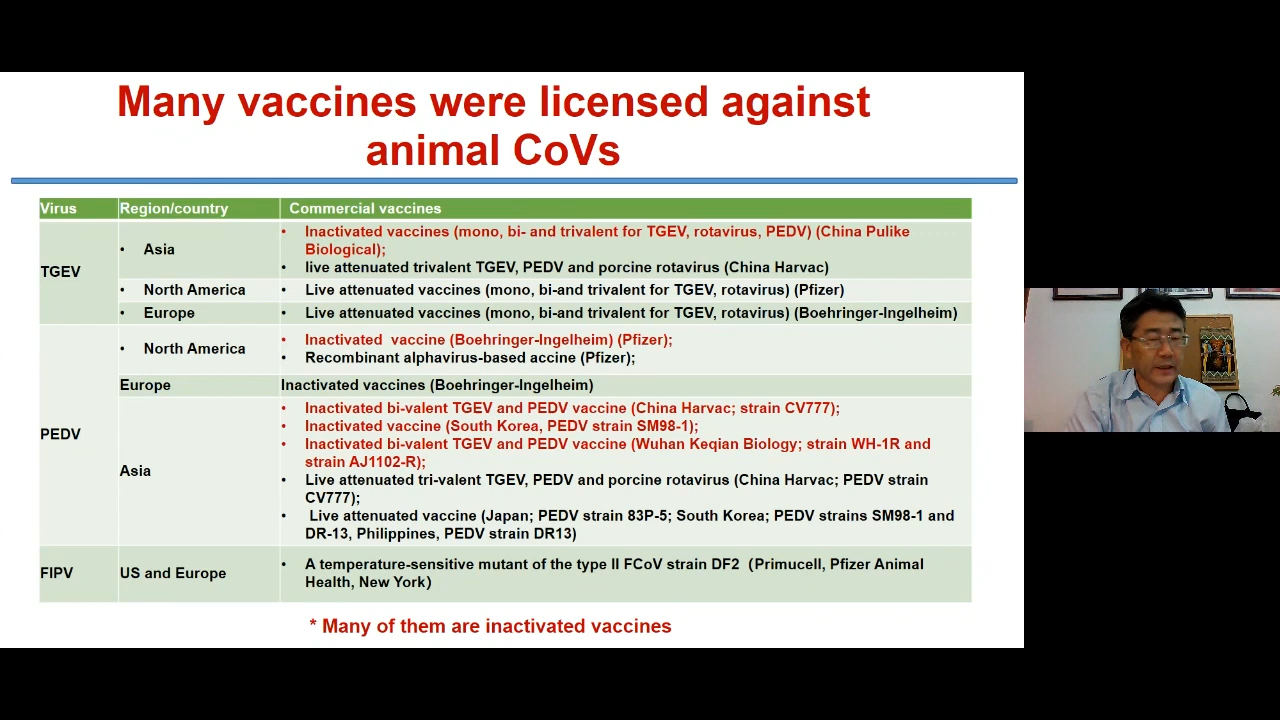 Many vaccines were licensed against
animal CoVs
Virus Region/country Commercial vaccines
TGEV
• Asia
• Inactivated vaccines (mono, bi- and trivalent for TGEV, rotavirus, PEDV) (China Pulike
Biological);
• live attenuated trivalent TGEV, PEDV and porcine rotavirus (China Harvac)
• North America
• Live attenuated vaccines (mono, bi-and trivalent for TGEV, rotavirus) (Pfizer)
• Europe
• Live attenuated vaccines (mono, bi-and trivalent for TGEV, rotavirus) (Boehringer-Ingelheim)
PEDV
• North America
• Inactivated vaccine (Boehringer-Ingelheim) (Pfizer);
• Recombinant alphavirus-based accine (Pfizer);
Europe
Inactivated vaccines (Boehringer-Ingelheim)
Asia
• Inactivated bi-valent TGEV and PEDV vaccine (China Harvac; strain CV777);
• Inactivated vaccine (South Korea, PEDV strain SM98-1);
• Inactivated bi-valent TGEV and PEDV vaccine (Wuhan Keqian Biology; strain WH-1R and
strain AJ1102-R);
• Live attenuated tri-valent TGEV, PEDV and porcine rotavirus (China Harvac; PEDV strain
CV777);
• Live attenuated vaccine (Japan; PEDV strain 83P-5; South Korea; PEDV strains SM98-1 and
DR-13, Philippines, PEDV strain DR13)
FIPV
US and Europe
• A temperature-sensitive mutant of the type II FCoV strain DF2（Primucell, Pfizer Animal
Health, New York）
* Many of them are inactivated vaccines